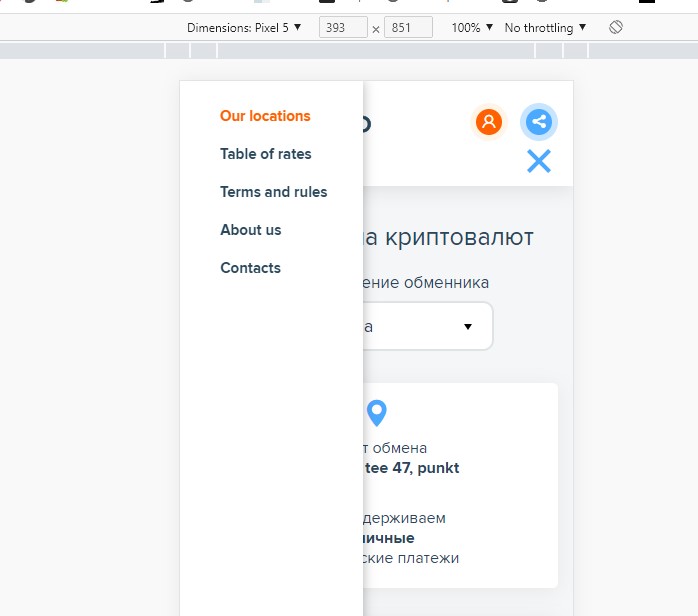 Dimensions: Pixel 5 ▼ 393 × 851 100% ▼ No throttling ▼
Our locations
Table of rates
Terms and rules
About us
Contacts
на криптовалют
ение обменника
а
т обмена
tee 47, punkt
держиваем
ичные
ские платежи